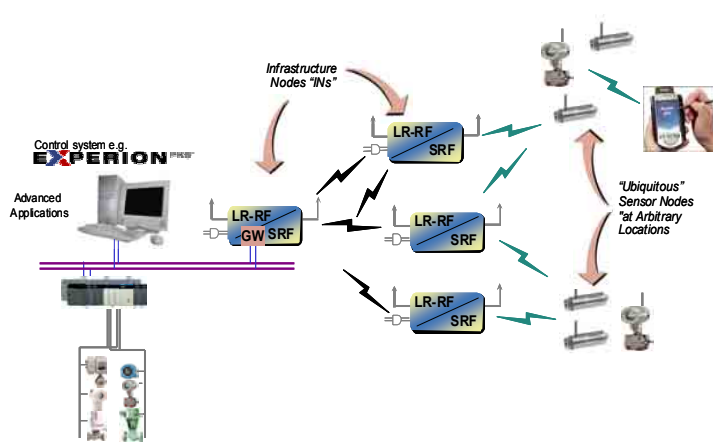 Infrastructure
Nodes "INs"
Control system e.g.
EXPERION PKS
Advanced
Applications
LR-RF
SRF
LR-RF
GW
SRF
LR-RF
SRF
LR-RF
SRF
"Ubiquitous"
Sensor Nodes
"at Arbitrary
Locations